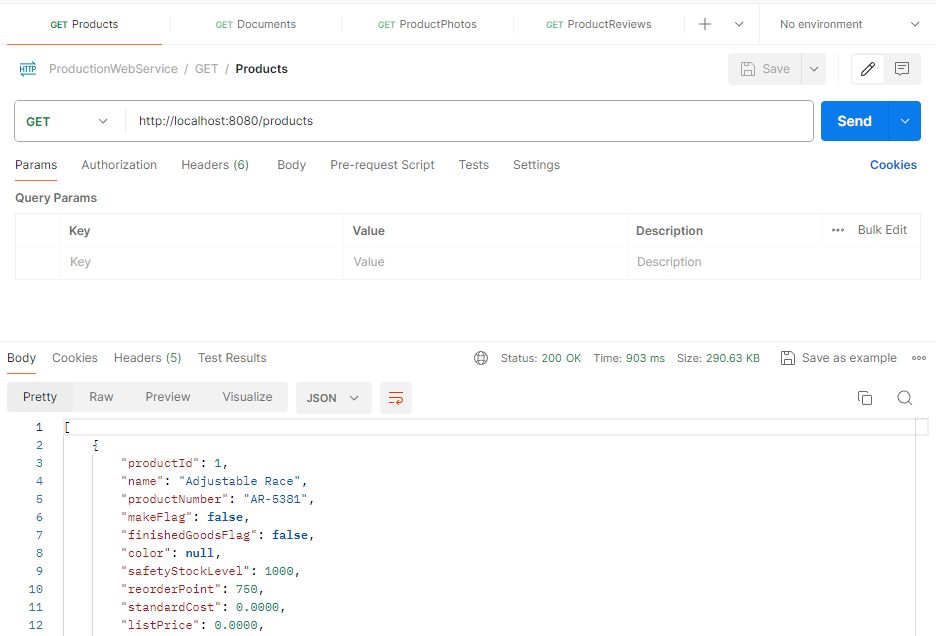 GET Products GET Documents GET ProductPhotos GET ProductReviews No environment
HTTP ProductionWebService / GET / Products Save
GET http://localhost:8080/products Send
Params Authorization Headers (6) Body Pre-request Script Tests Settings Cookies
Query Params
Key Value Description Bulk Edit
Key Value Description
Body Cookies Headers (5) Test Results Status: 200 OK Time: 903 ms Size: 290.63 KB Save as example
Pretty Raw Preview Visualize JSON
1 [
2 {
3 "productId": 1,
4 "name": "Adjustable Race",
5 "productNumber": "AR-5381",
6 "makeFlag": false,
7 "finishedGoodsFlag": false,
8 "color": null,
9 "safetyStockLevel": 1000,
10 "reorderPoint": 750,
11 "standardCost": 0.0000,
12 "listPrice": 0.0000,